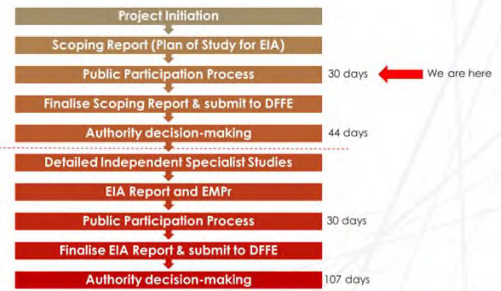 Project Initiation
Scoping Report (Plan of Study for EIA)
Public Participation Process 30 days We are here
Finalise Scoping Report & submit to DFFE
Authority decision-making 44 days
Detailed Independent Specialist Studies
EIA Report and EMPr
Public Participation Process 30 days
Finalise EIA Report & submit to DFFE
Authority decision-making 107 days